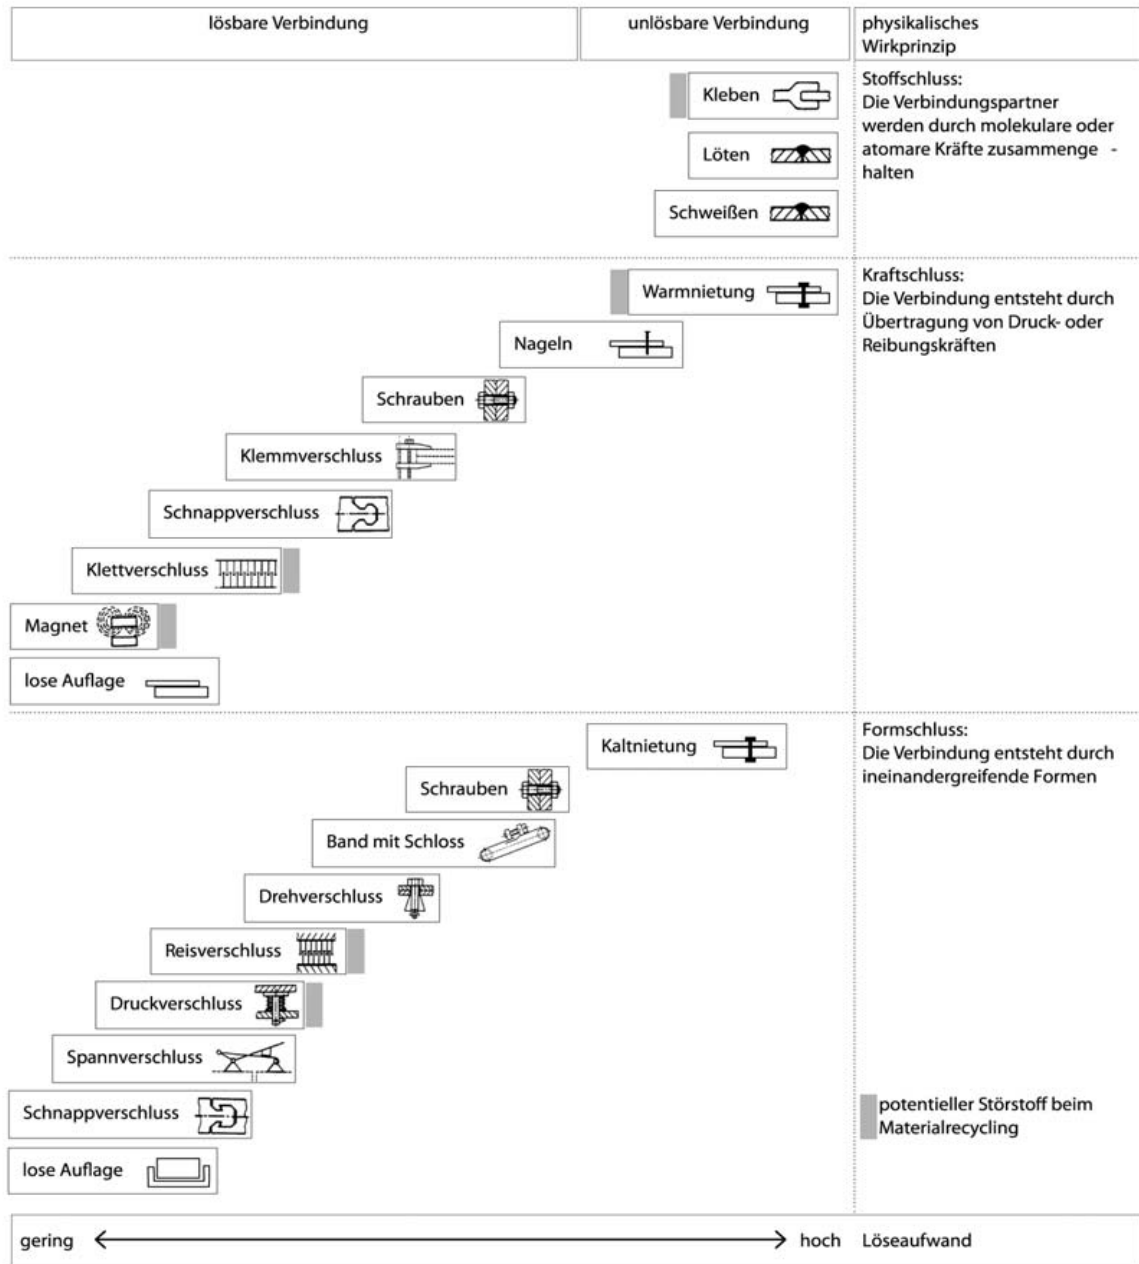 lösbare Verbindung
unlösbare Verbindung
physikalisches
Wirkprinzip
Kleben
Löten
Schweißen
Stoffschluss:
Die Verbindungspartner
werden durch molekulare oder
atomare Kräfte zusammenge -
halten
Warmnietung
Nageln
Schrauben
Klemmverschluss
Schnappverschluss
Klettverschluss
Magnet
lose Auflage
Kraftschluss:
Die Verbindung entsteht durch
Übertragung von Druck- oder
Reibungskräften
Kaltnietung
Schrauben
Band mit Schloss
Drehverschluss
Reisverschluss
Druckverschluss
Spannverschluss
Schnappverschluss
lose Auflage
Formschluss:
Die Verbindung entsteht durch
ineinandergreifende Formen
potentieller Störstoff beim
Materialrecycling
gering
hoch
Löseaufwand